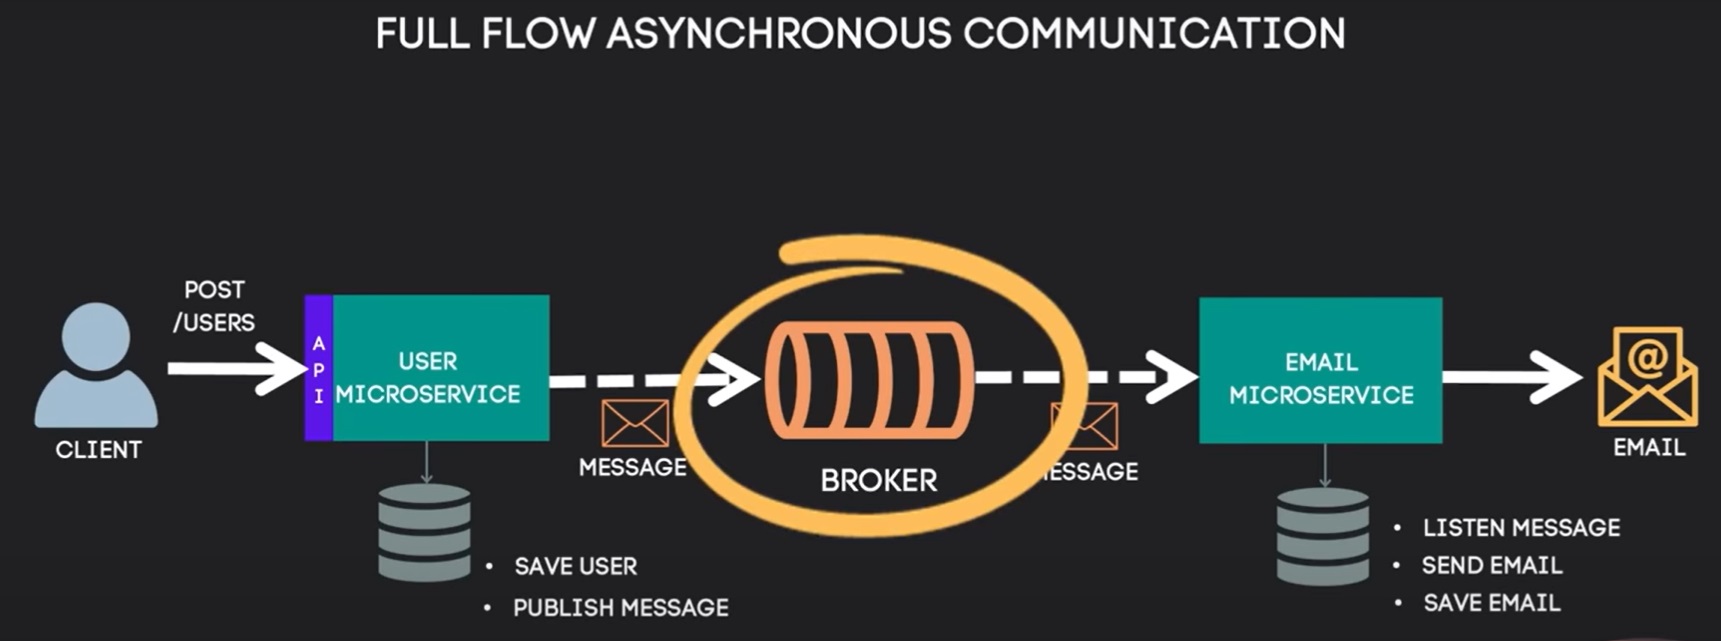 FULL FLOW ASYNCHRONOUS COMMUNICATION
POST
/USERS
API
USER
MICROSERVICE
EMAIL
MICROSERVICE
CLIENT
MESSAGE
BROKER
ESSAGE
EMAIL
• SAVE USER
• PUBLISH MESSAGE
• LISTEN MESSAGE
• SEND EMAIL
• SAVE EMAIL